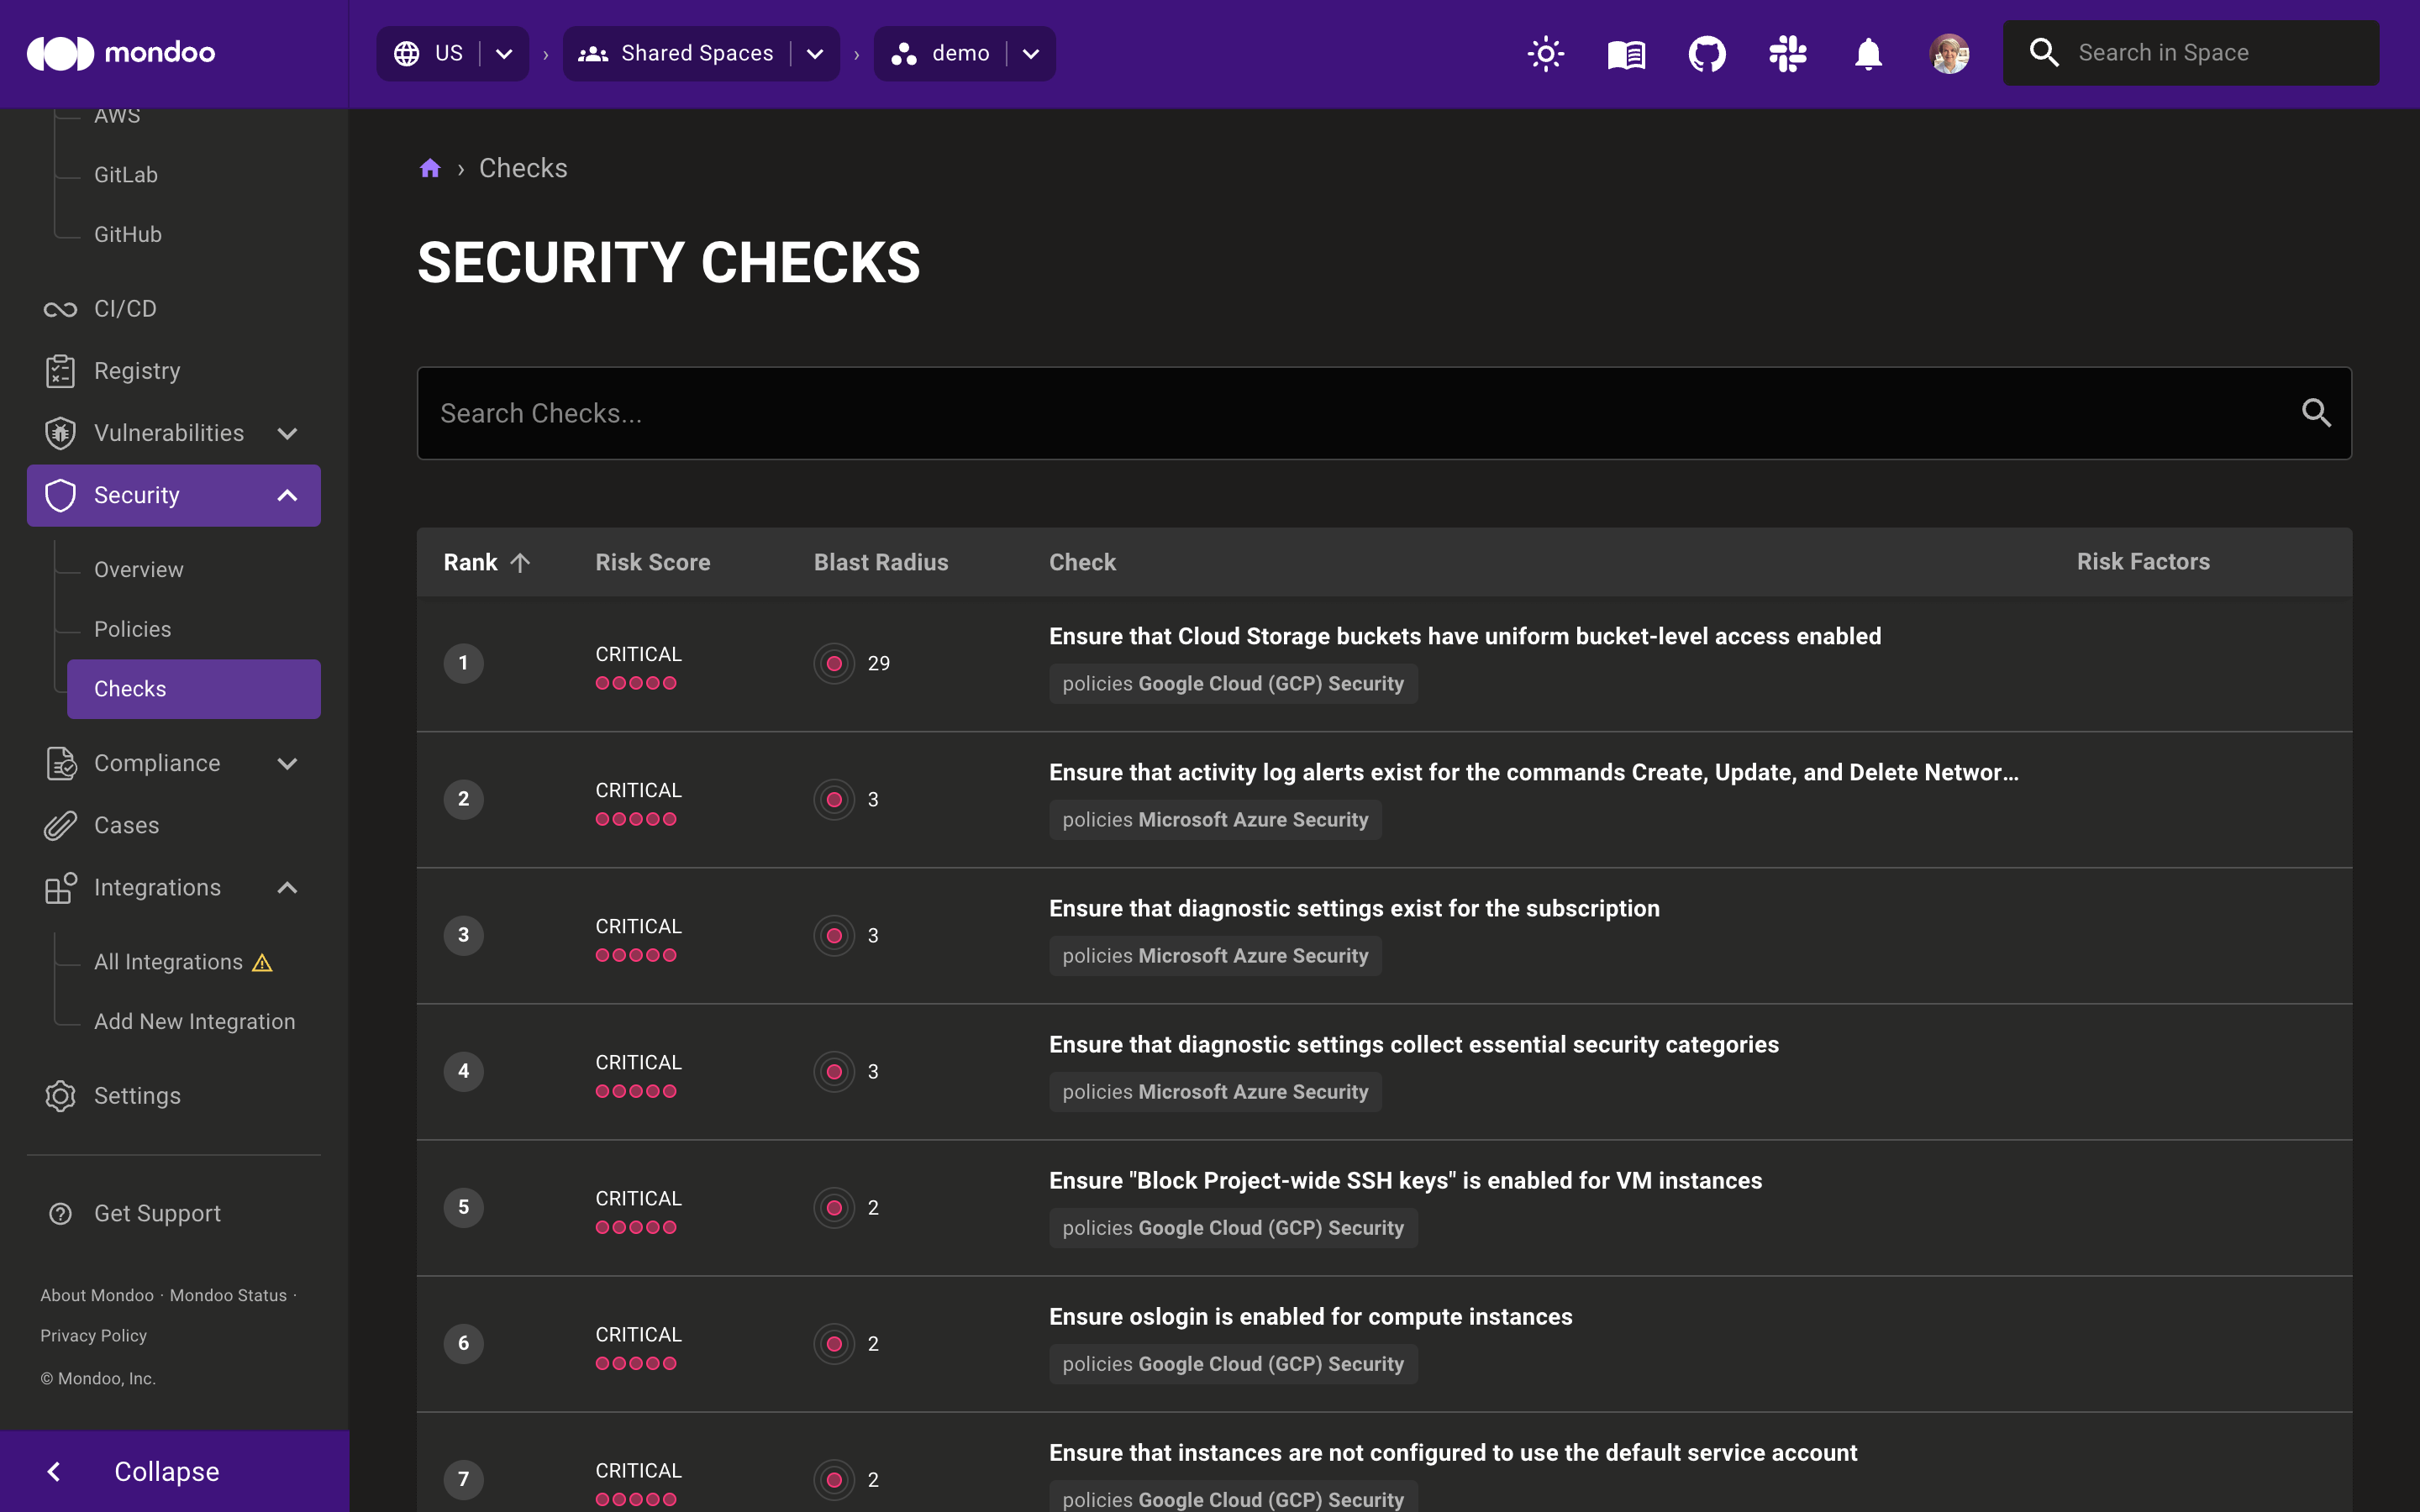 mondoo
US
Shared Spaces
demo
Search in Space
AWS
GitLab
GitHub
CI/CD
Registry
Vulnerabilities
Security
Overview
Policies
Checks
Compliance
Cases
Integrations
All Integrations
Add New Integration
Settings
Get Support
About Mondoo · Mondoo Status ·
Privacy Policy
© Mondoo, Inc.
Collapse
› Checks
SECURITY CHECKS
Search Checks...
Rank Risk Score Blast Radius Check Risk Factors
1 CRITICAL 29 Ensure that Cloud Storage buckets have uniform bucket-level access enabled
policies Google Cloud (GCP) Security
2 CRITICAL 3 Ensure that activity log alerts exist for the commands Create, Update, and Delete Networ...
policies Microsoft Azure Security
3 CRITICAL 3 Ensure that diagnostic settings exist for the subscription
policies Microsoft Azure Security
4 CRITICAL 3 Ensure that diagnostic settings collect essential security categories
policies Microsoft Azure Security
5 CRITICAL 2 Ensure "Block Project-wide SSH keys" is enabled for VM instances
policies Google Cloud (GCP) Security
6 CRITICAL 2 Ensure oslogin is enabled for compute instances
policies Google Cloud (GCP) Security
7 CRITICAL 2 Ensure that instances are not configured to use the default service account
policies Google Cloud (GCP) Security